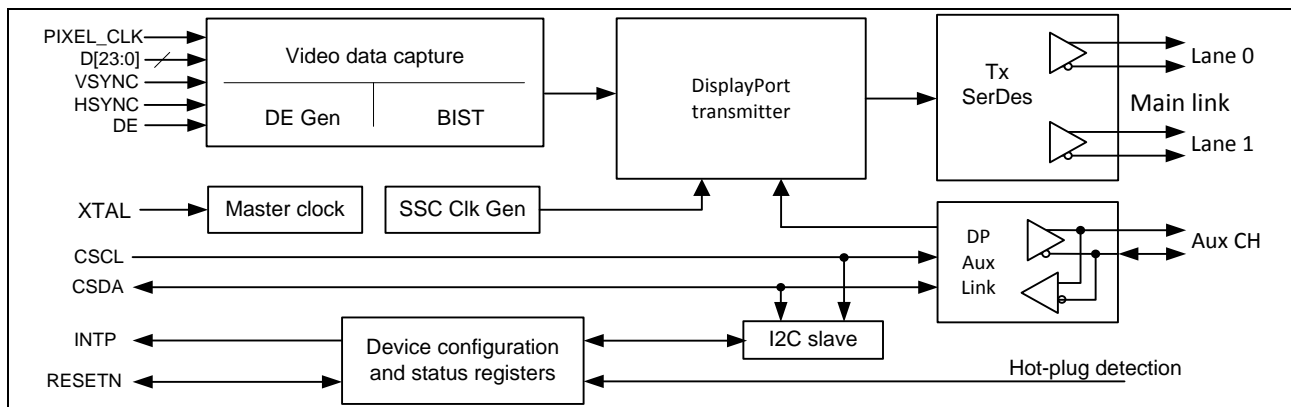 PIXEL_CLK
D[23:0]
VSYNC
HSYNC
DE
Video data capture
DE Gen
BIST
DisplayPort
transmitter
Tx
SerDes
Lane 0
Main link
Lane 1
XTAL
Master clock
SSC Clk Gen
CSCL
CSDA
DP
Aux
Link
Aux CH
INTP
RESETN
Device configuration
and status registers
I2C slave
Hot-plug detection